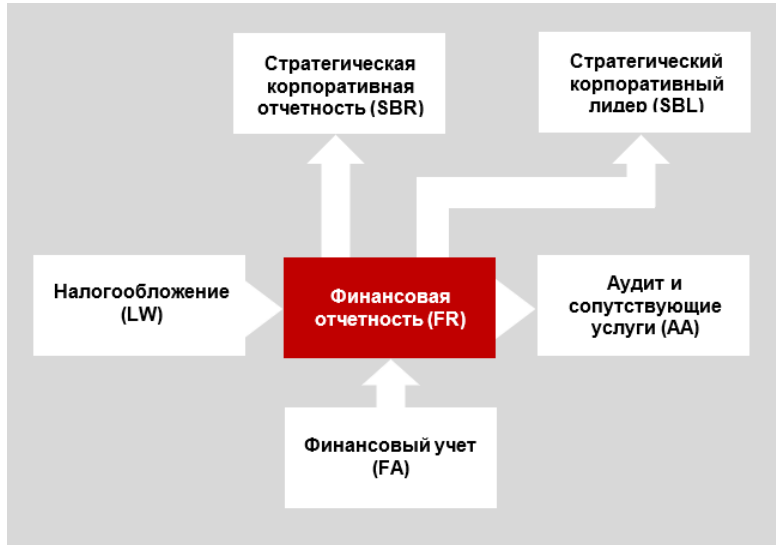 Стратегическая
корпоративная
отчетность (SBR)
Стратегический
корпоративный
лидер (SBL)
Налогообложение
(LW)
Финансовая
отчетность (FR)
Аудит и
сопутствующие
услуги (AA)
Финансовый учет
(FA)